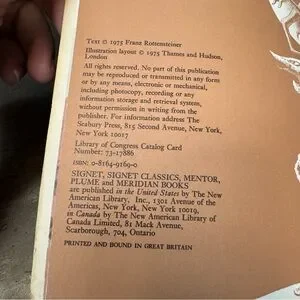 TEXT © 1975 Franz Rottensteiner
Illustration layout © 1975 Thames and Hudson,
London
All rights reserved. No part of this publication
may be reproduced or transmitted in any form
or by any means, electronic or mechanical,
including photocopy, recording or any
information storage and retrieval system,
without permission in writing from the
publisher. For information address The
Seabury Press, 815 Second Avenue, New York,
New York 10017
Library of Congress Catalog Card
Number: 73-17886
ISBN: 0-8164-9169-0
SIGNET, SIGNET CLASSICS, MENTOR,
PLUME and MERIDIAN BOOKS
are published in the United States by The New
American Library, Inc., 1301 Avenue of the
Americas, New York, New York 10019,
in Canada by The New American Library of
Canada Limited, 81 Mack Avenue,
Scarborough, 704, Ontario
PRINTED AND BOUND IN GREAT BRITAIN